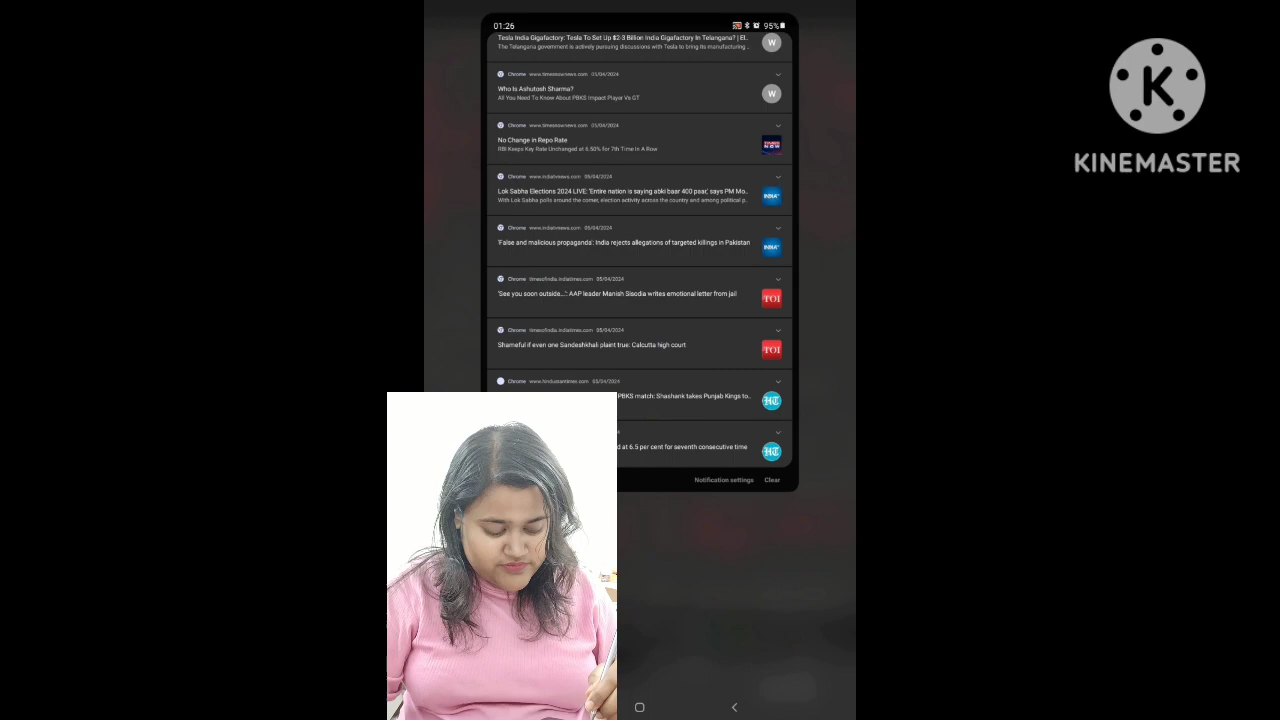 01:26
95%
Tesla India Gigafactory: Tesla To Set Up $2-3 Billion India Gigafactory In Telangana? | El..
The Telangana government is actively pursuing discussions with Tesla to bring its manufacturing ..
W
Chrome www.timesnownews.com 05/04/2024
Who Is Ashutosh Sharma?
All You Need To Know About PBKS Impact Player Vs GT
W
Chrome www.timesnownews.com 05/04/2024
No Change in Repo Rate
RBI Keeps Key Rate Unchanged at 6.50% for 7th Time In A Row
TIMES NOW
Chrome www.indiatvnews.com 05/04/2024
Lok Sabha Elections 2024 LIVE: 'Entire nation is saying abki baar 400 paar,' says PM Mo..
With Lok Sabha polls around the corner, election activity across the country and among political p..
INDIA TV
Chrome www.indiatvnews.com 05/04/2024
'False and malicious propaganda': India rejects allegations of targeted killings in Pakistan
INDIA TV
Chrome timesofindia.indiatimes.com 05/04/2024
'See you soon outside...': AAP leader Manish Sisodia writes emotional letter from jail
TOI
Chrome timesofindia.indiatimes.com 05/04/2024
Shameful if even one Sandeshkhali plaint true: Calcutta high court
TOI
Chrome www.hindustantimes.com 05/04/2024
PBKS match: Shashank takes Punjab Kings to..
HT
at 6.5 per cent for seventh consecutive time
HT
Notification settings Clear
K
KINEMASTER